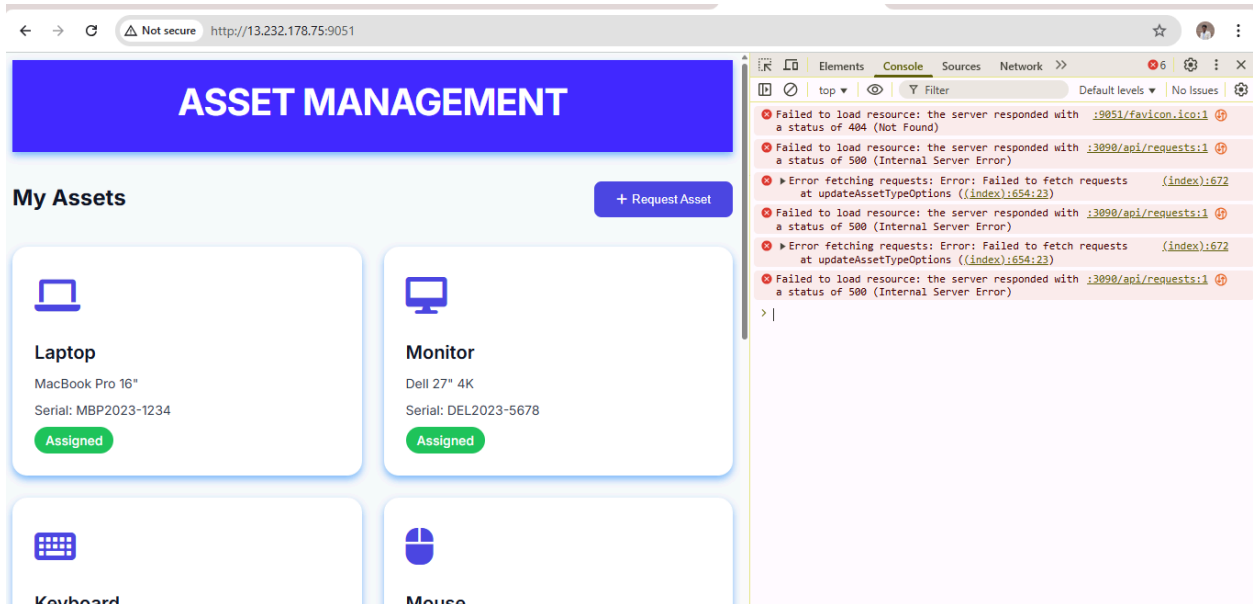 Not secure http://13.232.178.75:9051
ASSET MANAGEMENT
My Assets
+ Request Asset
Laptop
MacBook Pro 16"
Serial: MBP2023-1234
Assigned
Monitor
Dell 27" 4K
Serial: DEL2023-5678
Assigned
Keyboard
Mouse
Elements Console Sources Network 6
top Filter Default levels No Issues
Failed to load resource: the server responded with :9051/favicon.ico:1
a status of 404 (Not Found)
Failed to load resource: the server responded with :3090/api/requests:1
a status of 500 (Internal Server Error)
Error fetching requests: Error: Failed to fetch requests (index):672
at updateAssetTypeOptions ((index):654:23)
Failed to load resource: the server responded with :3090/api/requests:1
a status of 500 (Internal Server Error)
Error fetching requests: Error: Failed to fetch requests (index):672
at updateAssetTypeOptions ((index):654:23)
Failed to load resource: the server responded with :3090/api/requests:1
a status of 500 (Internal Server Error)